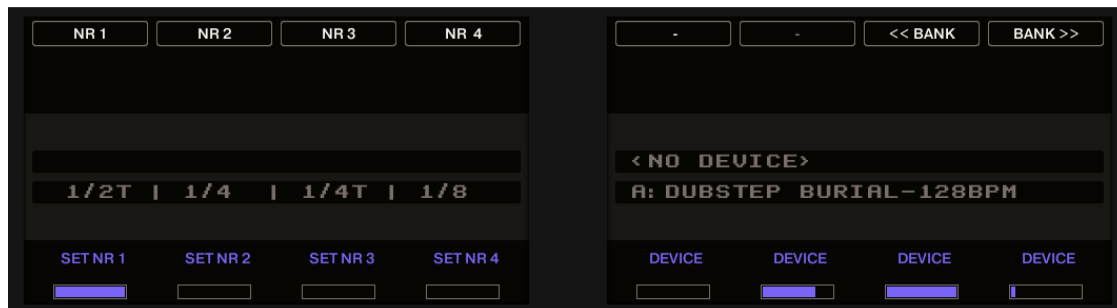 NR 1 NR 2 NR 3 NR 4
1/2T | 1/4 | 1/4T | 1/8
SET NR 1 SET NR 2 SET NR 3 SET NR 4
- - << BANK BANK >>
<NO DEVICE>
A: DUBSTEP BURIAL-128BPM
DEVICE DEVICE DEVICE DEVICE